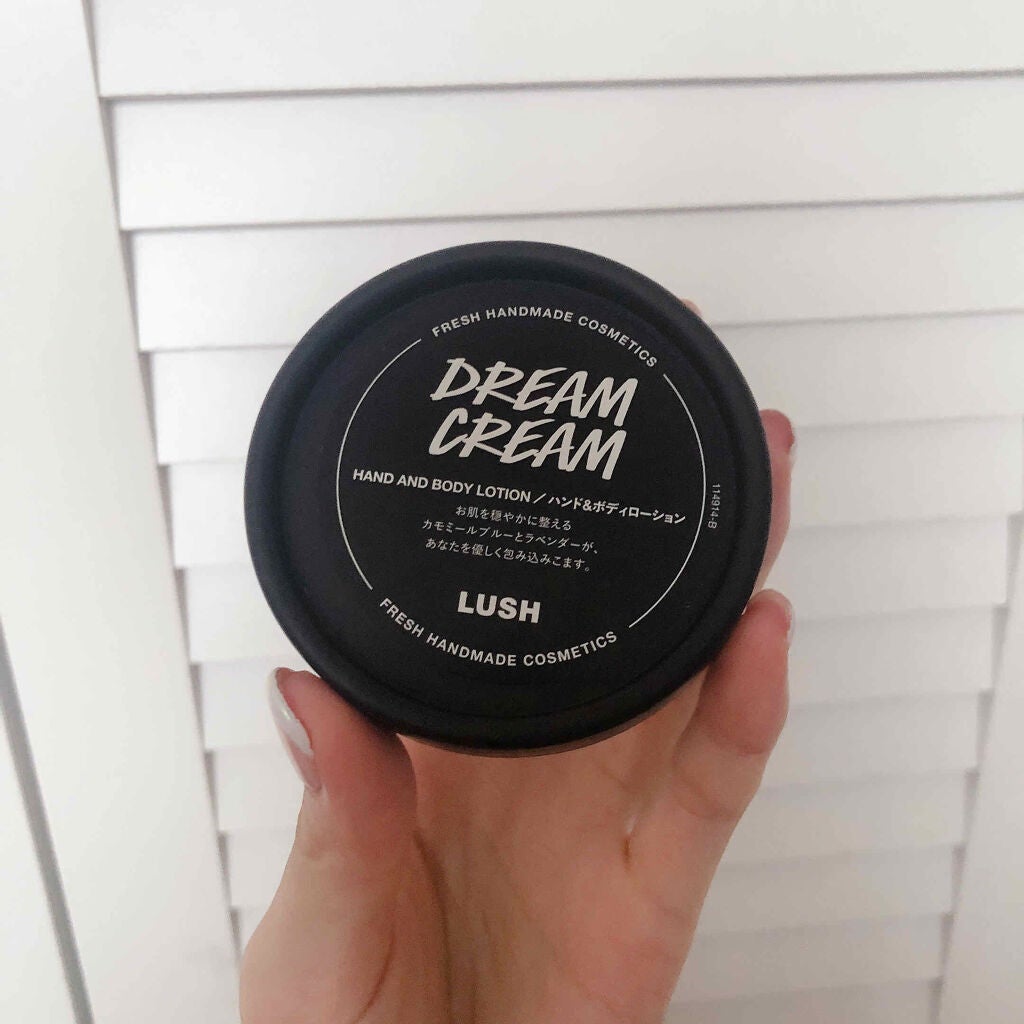 FRESH HANDMADE COSMETICS
DREAM
CREAM
HAND AND BODY LOTION / ハンド&ボディローション
お肌を穏やかに整える
カモミールブルーとラベンダーが、
あなたを優しく包み込みこます。
LUSH
FRESH HANDMADE COSMETICS
114914-B